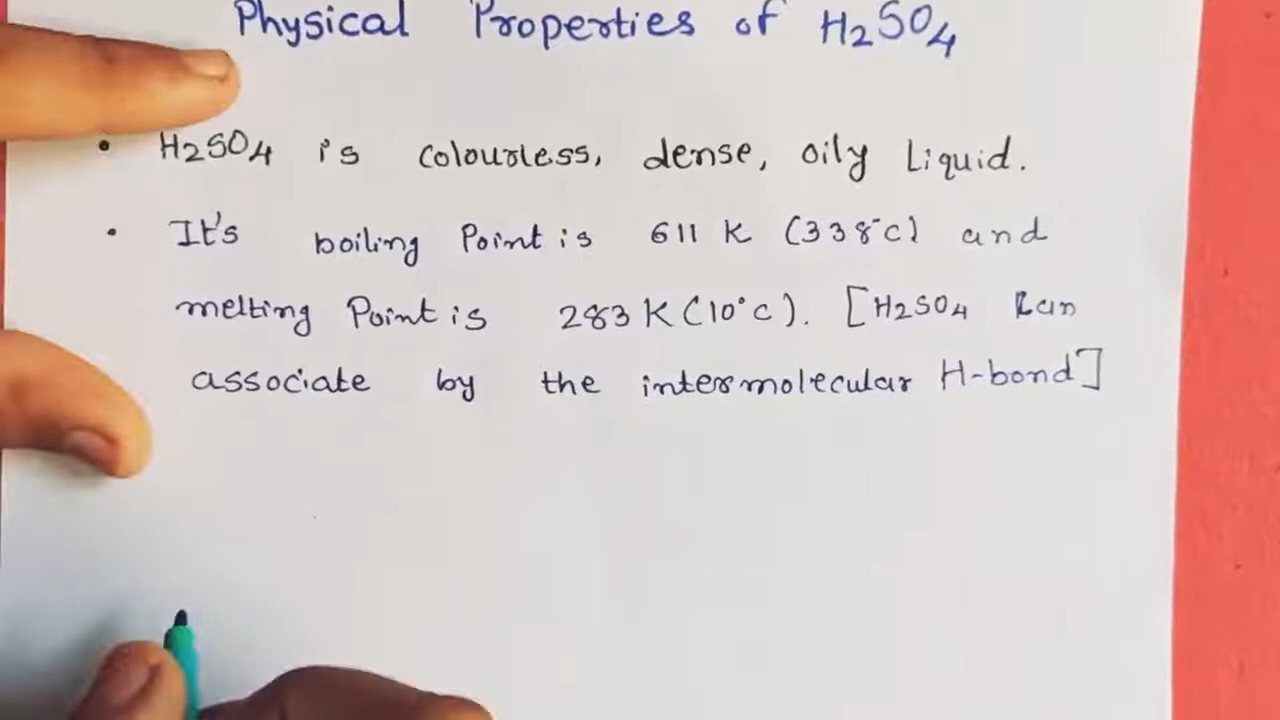 Physical Properties of H2SO4
• H2SO4 is colourless, dense, oily Liquid.
• It's boiling Point is 611 K (338°C) and
melting Point is 283 K (10°C). [H2SO4 can
associate by the intermolecular H-bond]